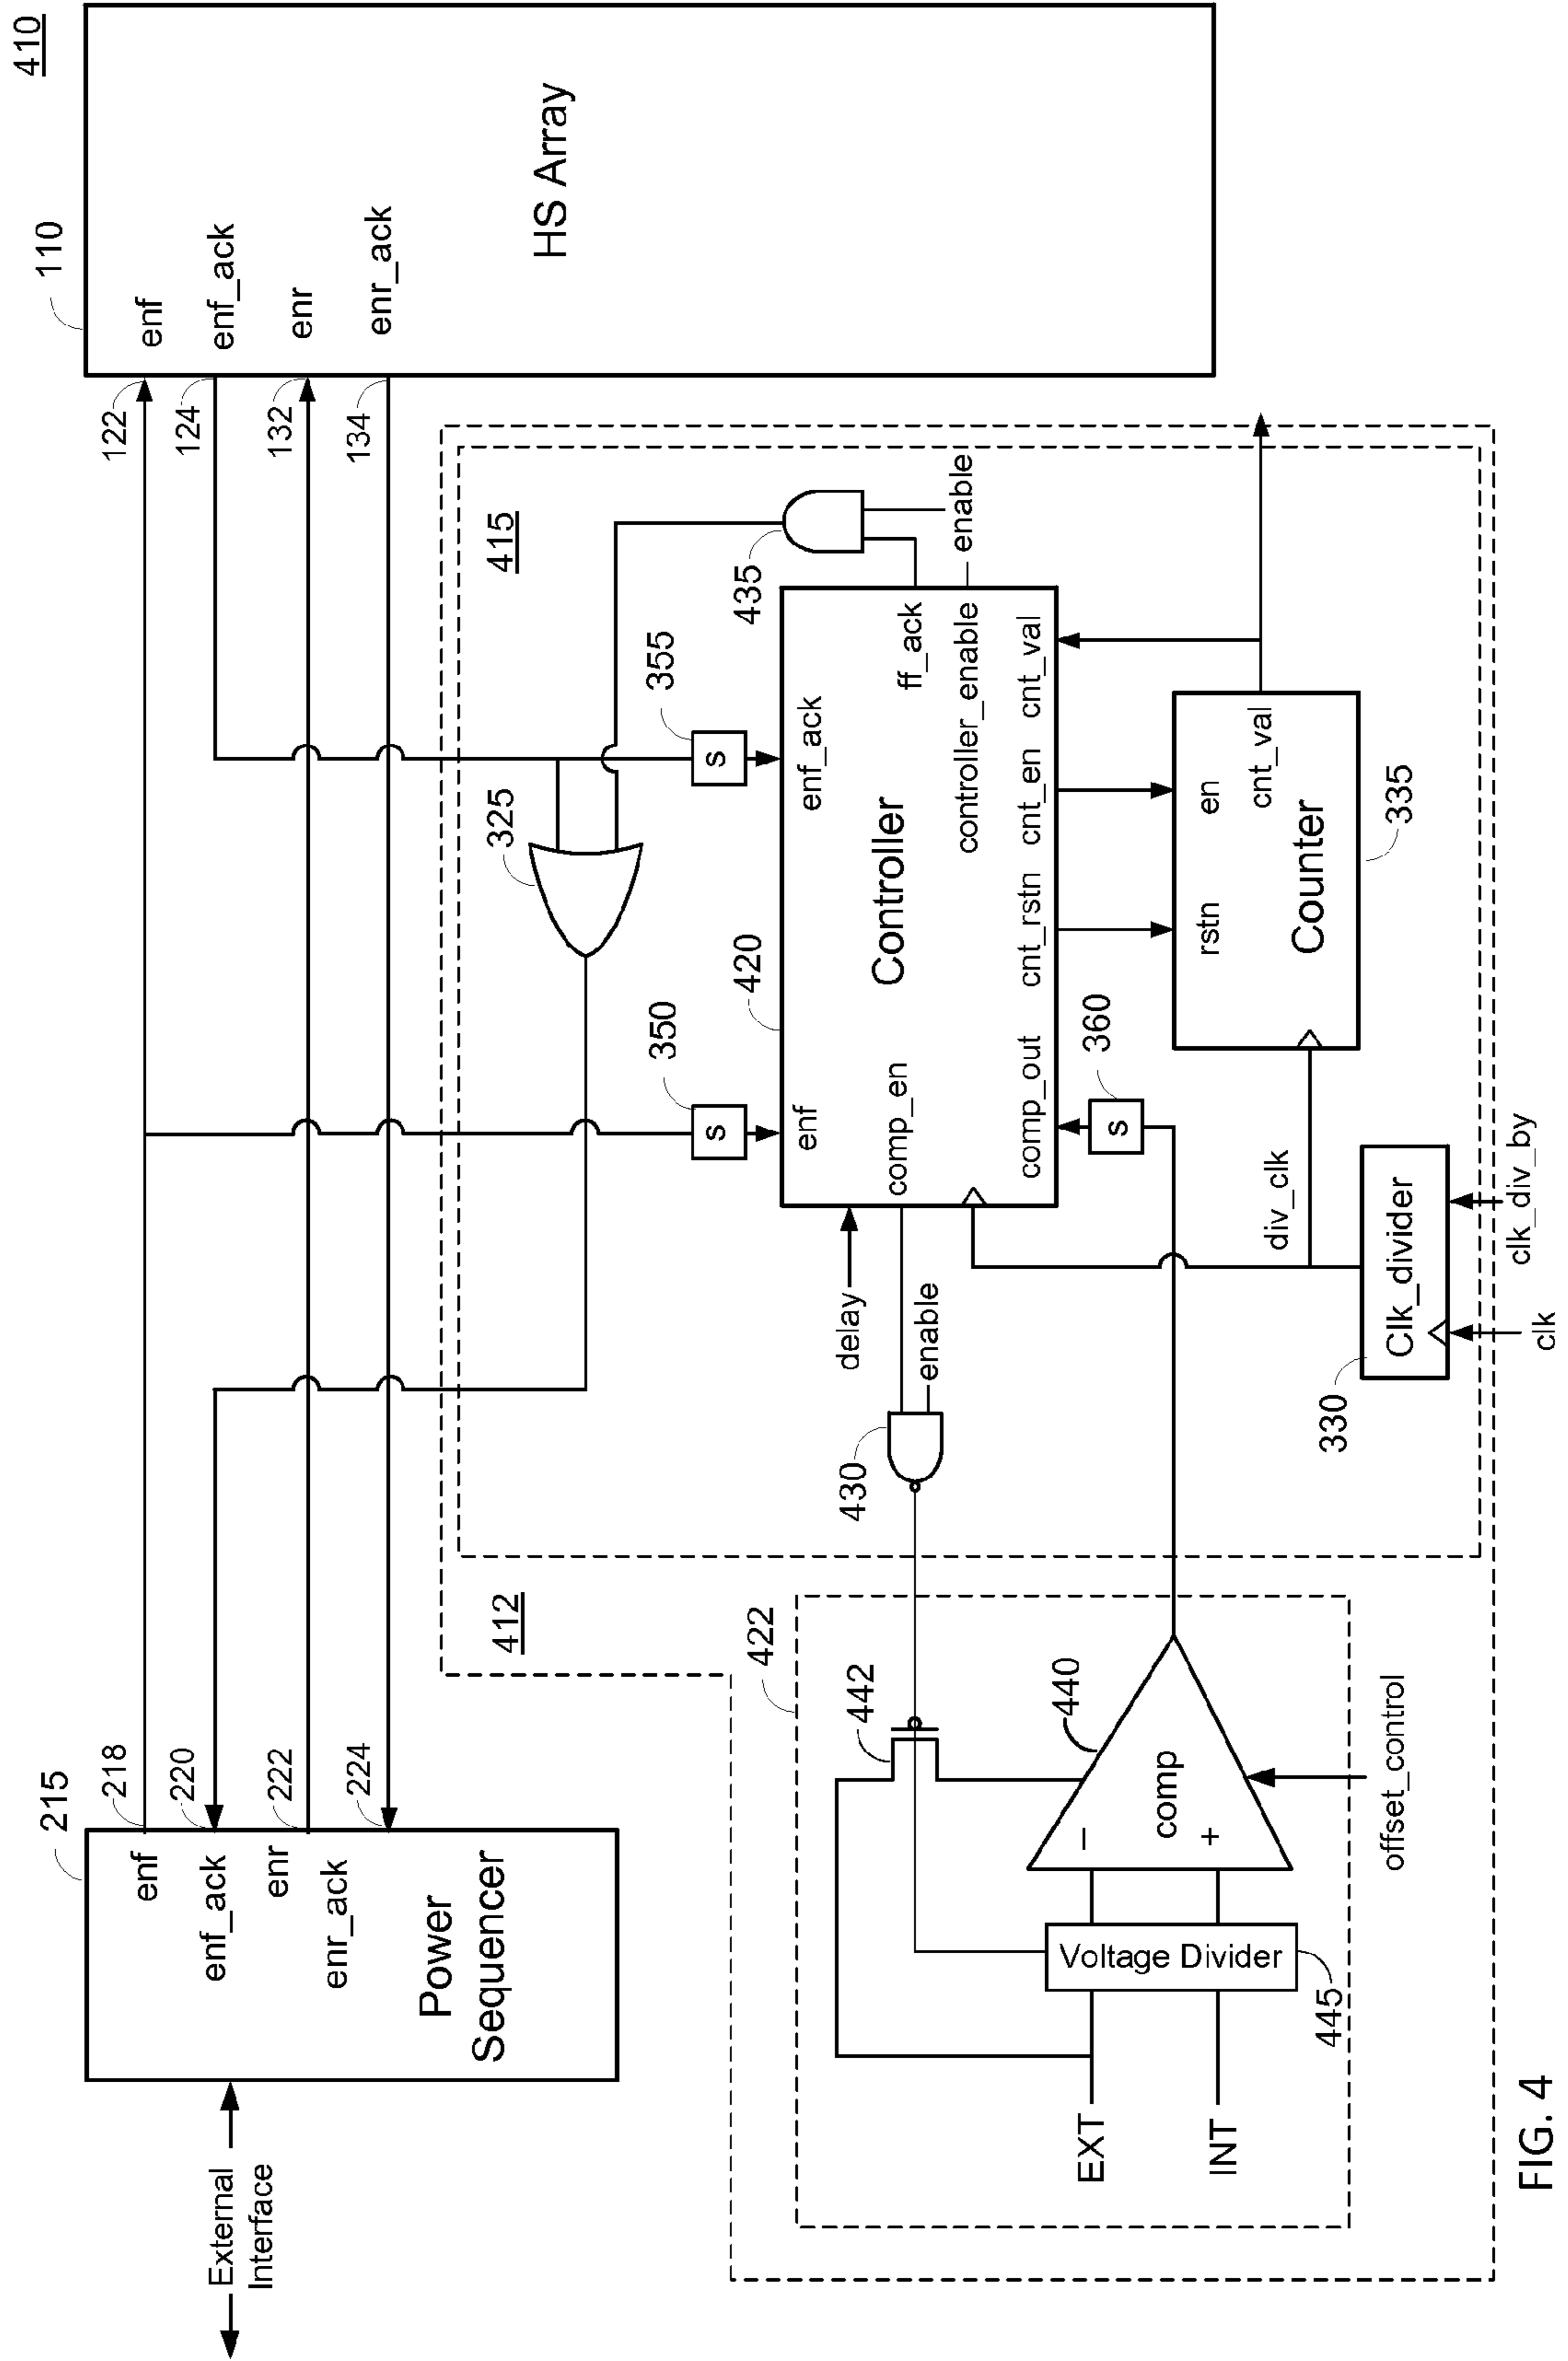 410
110
HS Array
enf
enf_ack
enr
enr_ack
122
124
132
134
415
435
enable
355
s
325
350
s
420
Controller
enf
enf_ack
ff_ack
controller_enable
comp_en
comp_out
cnt_rstn
cnt_en
cnt_val
360
s
rstn
en
cnt_val
Counter
335
div_clk
Clk_divider
330
clk
clk_div_by
delay
enable
430
412
422
442
440
comp
–
+
offset_control
Voltage Divider
445
EXT
INT
215
218
220
222
224
enf
enf_ack
enr
enr_ack
Power
Sequencer
External
Interface
FIG. 4